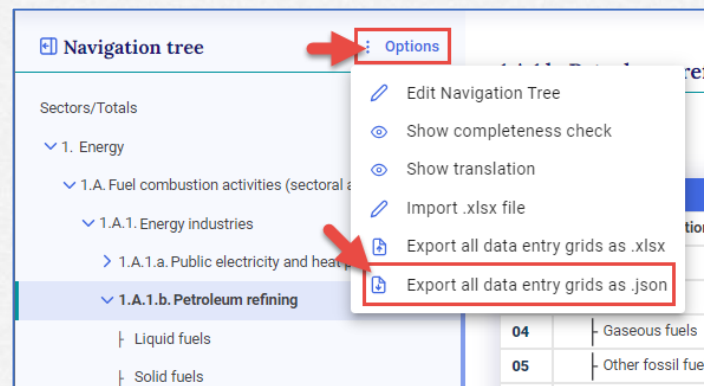 Navigation tree
Options
Sectors/Totals
1. Energy
1.A. Fuel combustion activities (sectoral
1.A.1. Energy industries
1.A.1.a. Public electricity and heat
1.A.1.b. Petroleum refining
Liquid fuels
Solid fuels
Edit Navigation Tree
Show completeness check
Show translation
Import .xlsx file
Export all data entry grids as .xlsx
Export all data entry grids as .json
04 Gaseous fuels
05 Other fossil fue